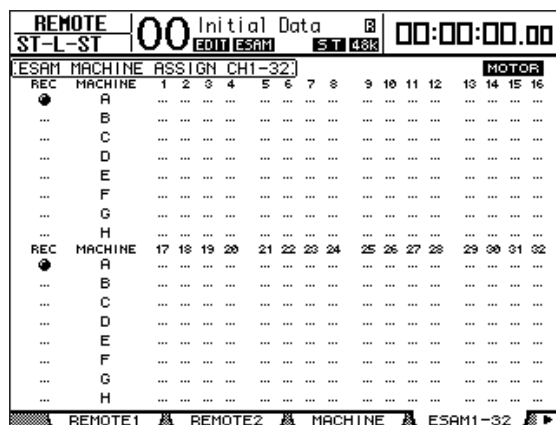 REMOTE 00 Initial Data R 00:00:00.00
ST-L-ST EDIT ESAM ST 48k
ESAM MACHINE ASSIGN CH1-32 MOTOR
REC MACHINE 1 2 3 4 5 6 7 8 9 10 11 12 13 14 15 16
A ... ... ... ... ... ... ... ... ... ... ... ... ... ... ... ...
... B ... ... ... ... ... ... ... ... ... ... ... ... ... ... ... ...
... C ... ... ... ... ... ... ... ... ... ... ... ... ... ... ... ...
... D ... ... ... ... ... ... ... ... ... ... ... ... ... ... ... ...
... E ... ... ... ... ... ... ... ... ... ... ... ... ... ... ... ...
... F ... ... ... ... ... ... ... ... ... ... ... ... ... ... ... ...
... G ... ... ... ... ... ... ... ... ... ... ... ... ... ... ... ...
... H ... ... ... ... ... ... ... ... ... ... ... ... ... ... ... ...
REC MACHINE 17 18 19 20 21 22 23 24 25 26 27 28 29 30 31 32
A ... ... ... ... ... ... ... ... ... ... ... ... ... ... ... ...
... B ... ... ... ... ... ... ... ... ... ... ... ... ... ... ... ...
... C ... ... ... ... ... ... ... ... ... ... ... ... ... ... ... ...
... D ... ... ... ... ... ... ... ... ... ... ... ... ... ... ... ...
... E ... ... ... ... ... ... ... ... ... ... ... ... ... ... ... ...
... F ... ... ... ... ... ... ... ... ... ... ... ... ... ... ... ...
... G ... ... ... ... ... ... ... ... ... ... ... ... ... ... ... ...
... H ... ... ... ... ... ... ... ... ... ... ... ... ... ... ... ...
REMOTE1 REMOTE2 MACHINE ESAM1-32